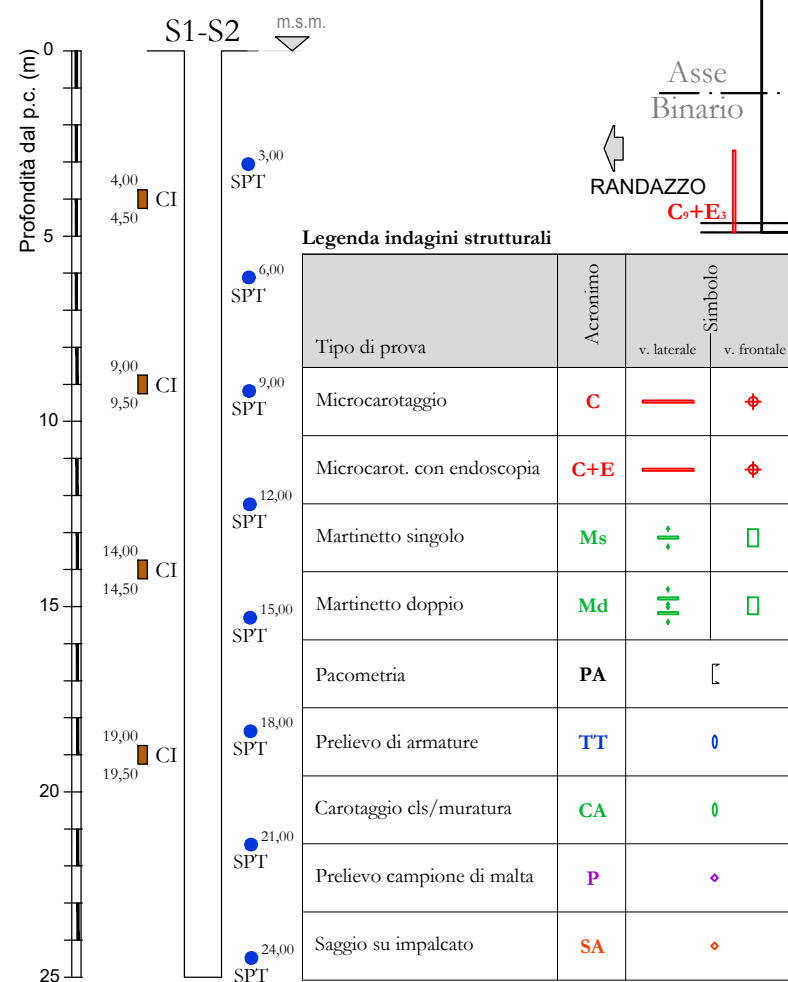 S1-S2
m.s.m.
Profondità dal p.c. (m)
0
5
10
15
20
25
4,00
CI
4,50
9,00
CI
9,50
14,00
CI
14,50
19,00
CI
19,50
3,00
SPT
6,00
SPT
9,00
SPT
12,00
SPT
15,00
SPT
18,00
SPT
21,00
SPT
24,00
SPT
Asse
Binario
RANDAZZO
C9+E3
Legenda indagini strutturali
Tipo di prova
Acronimo
Simbolo
v. laterale
v. frontale
Microcarotaggio C
Microcarot. con endoscopia C+E
Martinetto singolo Ms
Martinetto doppio Md
Pacometria PA
Prelievo di armature TT
Carotaggio cls/muratura CA
Prelievo campione di malta P
Saggio su impalcato SA